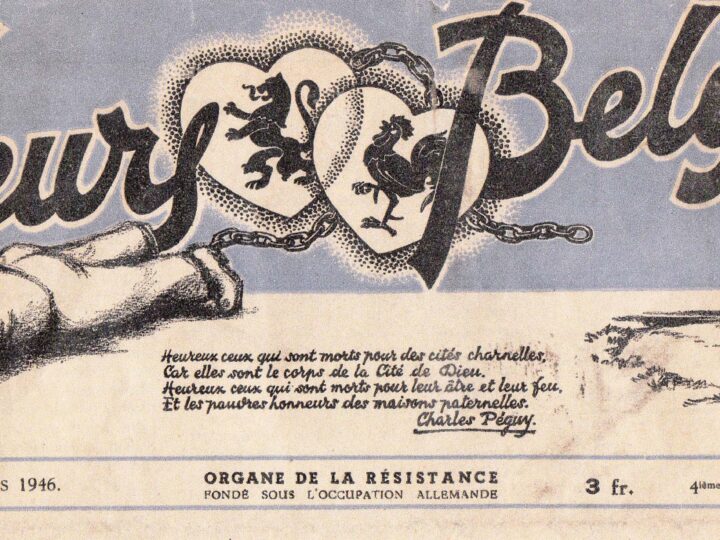 eurs Belg
Heureux ceux qui sont morts pour des cités charnelles,
Car elles sont le corps de la Cité de Dieu.
Heureux ceux qui sont morts pour leur âtre et leur feu,
Et les pauvres honneurs des maisons paternelles.
Charles Péguy.
s 1946.
ORGANE DE LA RÉSISTANCE
3 fr.
4ième
FONDÉ SOUS L'OCCUPATION ALLEMANDE